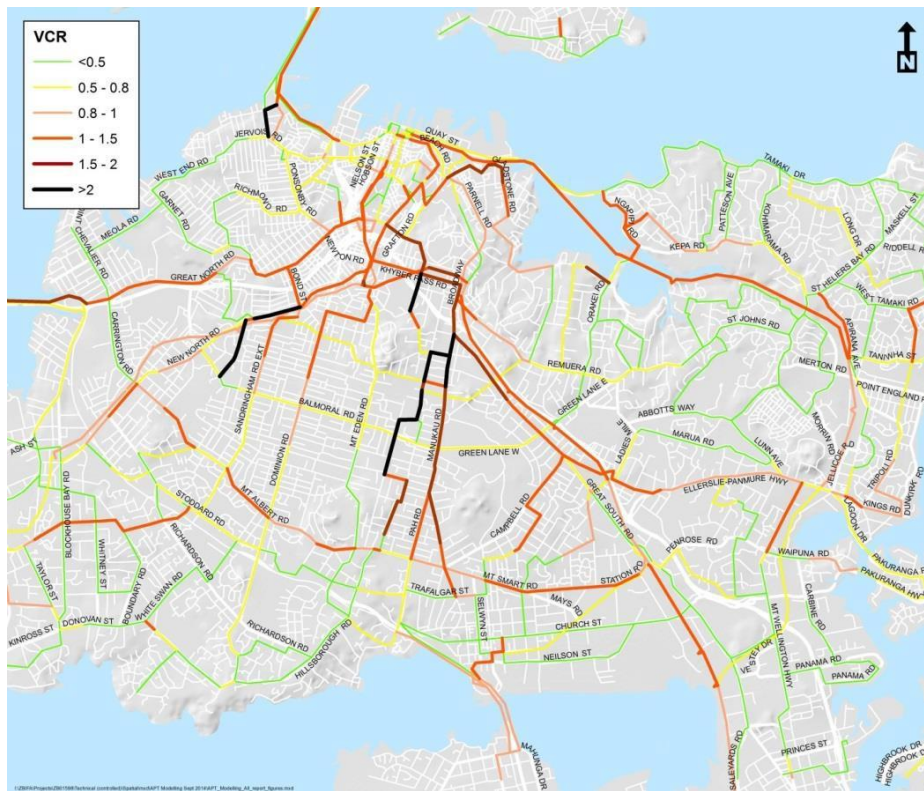 VCR
<0.5
0.5 - 0.8
0.8 - 1
1 - 1.5
1.5 - 2
>2
N
JERVOIS RD
QUAY ST
BEACH RD
NELSON ST
HOBSON ST
GLADSTONE RD
WEST END RD
PONSONBY RD
TAMAKI DR
RICHMOND RD
PARNELL RD
PATTESON AVE
MASKELL ST
GARNET RD
NGAPIPI RD
KOHIMARAMA RD
LONG DR
MEOLA RD
GRAFTON RD
RIDDELL R
KEPA RD
NEWTON RD
GREAT NORTH RD
KHYBER PASS RD
BROADWAY
ST HELIERS BAY RD
BOND ST
ORAKEI RD
WEST TAMAKI RD
CARRINGTON RD
ST JOHNS RD
APIRANA AVE
NEW NORTH RD
TANINHA ST
SANDRINGHAM RD EXT
REMUERA RD
MERTON RD
POINT ENGLAND R
GREEN LANE E
BALMORAL RD
MT EDEN RD
MANUKAU RD
ABBOTTS WAY
LADIES MILE
MARUA RD
LUNN AVE
MORRIN RD
JELLICOE RD
TRIPOLI RD
ASH ST
DOMINION RD
GREEN LANE W
BLOCKHOUSE BAY RD
ELLERSLIE-PANMURE HWY
KINGS RD
STODDARD RD
MT ALBERT RD
PAH RD
CAMPBELL RD
GREAT SOUTH RD
LAGOON DR
WHITNEY ST
RICHARDSON RD
PENROSE RD
WAIPUNA RD
PAKURANGA R
PAKURANGA HWY
TAYLOR ST
BOUNDARY RD
WHITE SWAN RD
MT SMART RD
STATION RD
TRAFALGAR ST
MAYS RD
CARBINE RD
MT WELLINGTON HWY
DONOVAN ST
KINROSS ST
SELWYN ST
CHURCH ST
RICHARDSON RD
HILLSBOROUGH RD
NEILSON ST
VESTEY DR
PANAMA RD
PANAMA RD
PRINCES ST
MAHUNGA DR
SALEYARDS RD
HIGHBROOK DR
HIGHBROOK DR